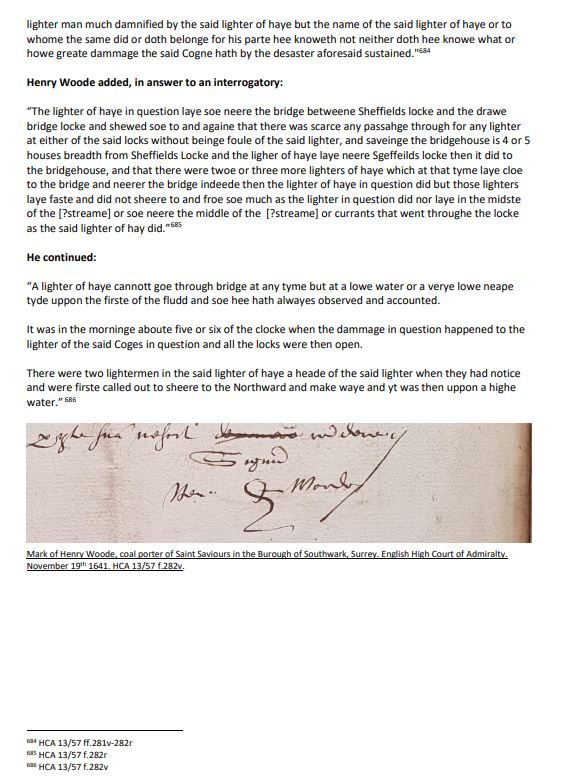 lighter man much damnified by the said lighter of haye but the name of the said lighter of haye or to
whome the same did or doth belonge for his parte hee knoweth not neither doth hee knowe what or
howe greate dammage the said Cogne hath by the desaster aforesaid sustained."684
Henry Woode added, in answer to an interrogatory:
"The lighter of haye in question laye soe neere the bridge betweene Sheffields locke and the drawe
bridge locke and shewed soe to and againe that there was scarce any passahge through for any lighter
at either of the said locks without beinge foule of the said lighter, and saveinge the bridgehouse is 4 or 5
houses breadth from Sheffields Locke and the ligher of haye laye neere Sgeffeilds locke then it did to
the bridgehouse, and that there were twoe or three more lighters of haye which at that tyme laye cloe
to the bridge and neerer the bridge indeede then the lighter of haye in question did but those lighters
laye faste and did not sheere to and froe soe much as the lighter in question did nor laye in the midste
of the [?streame] or soe neere the middle of the [?streame] or currants that went throughe the locke
as the said lighter of hay did."685
He continued:
"A lighter of haye cannott goe through bridge at any tyme but at a lowe water or a verye lowe neape
tyde uppon the firste of the fludd and soe hee hath alwayes observed and accounted.
It was in the morninge aboute five or six of the clocke when the dammage in question happened to the
lighter of the said Coges in question and all the locks were then open.
There were two lightermen in the said lighter of haye a heade of the said lighter when they had notice
and were firste called out to sheere to the Northward and make waye and yt was then uppon a highe
water." 686
Signu
Hen:
Mark of Henry Woode, coal porter of Saint Saviours in the Burough of Southwark, Surrey. English High Court of Admiralty.
November 19th 1641. HCA 13/57 f.282v.
684 HCA 13/57 ff.281v-282r
685 HCA 13/57 f.282r
686 HCA 13/57 f.282v